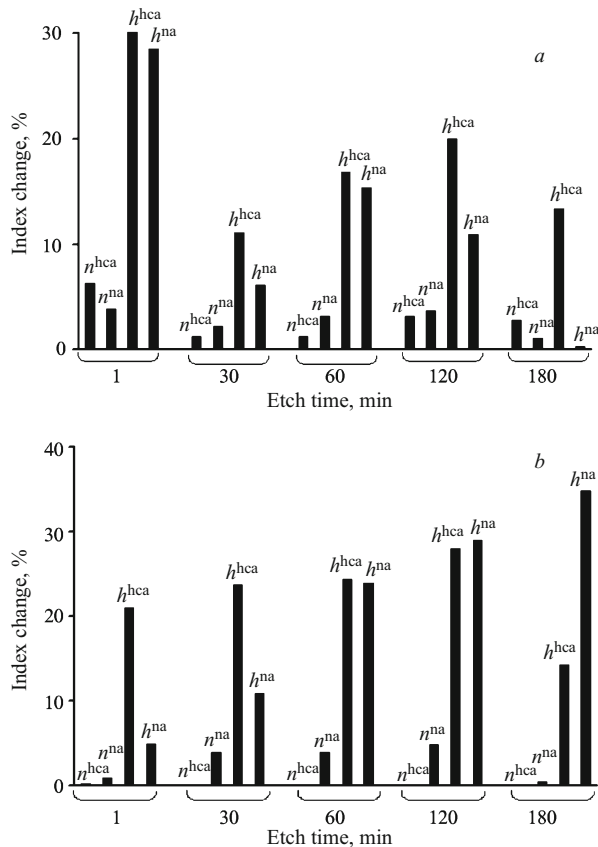 30
20
10
0
Index change, %
a
n^hca
n^na
h^hca
h^na
n^hca
n^na
h^hca
h^na
n^hca
n^na
h^hca
h^na
n^hca
n^na
h^hca
h^na
n^hca
n^na
h^hca
h^na
1 30 60 120 180
Etch time, min
40
30
20
10
0
Index change, %
b
n^hca
n^na
h^hca
h^na
n^hca
n^na
h^hca
h^na
n^hca
n^na
h^hca
h^na
n^hca
n^na
h^hca
h^na
n^hca
n^na
h^hca
h^na
1 30 60 120 180
Etch time, min